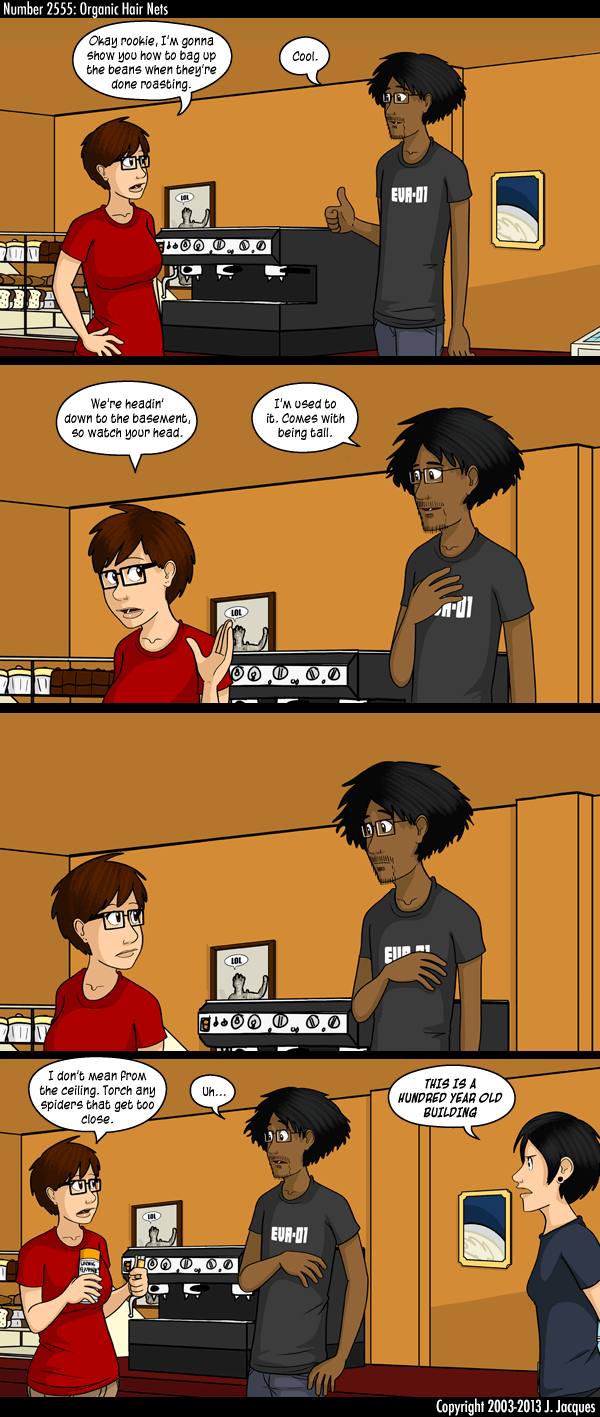 Number 2555: Organic Hair Nets
Okay rookie, I'm gonna
show you how to bag up
the beans when they're
done roasting.
Cool.
LOL
EVA-01
We're headin'
down to the basement,
so watch your head.
I'm used to
it. Comes with
being tall.
LOL
LOL
I don't mean from
the ceiling. Torch any
spiders that get too
close.
Uh...
THIS IS A
HUNDRED YEAR OLD
BUILDING
LOL
EVA-01
Copyright 2003-2013 J. Jacques